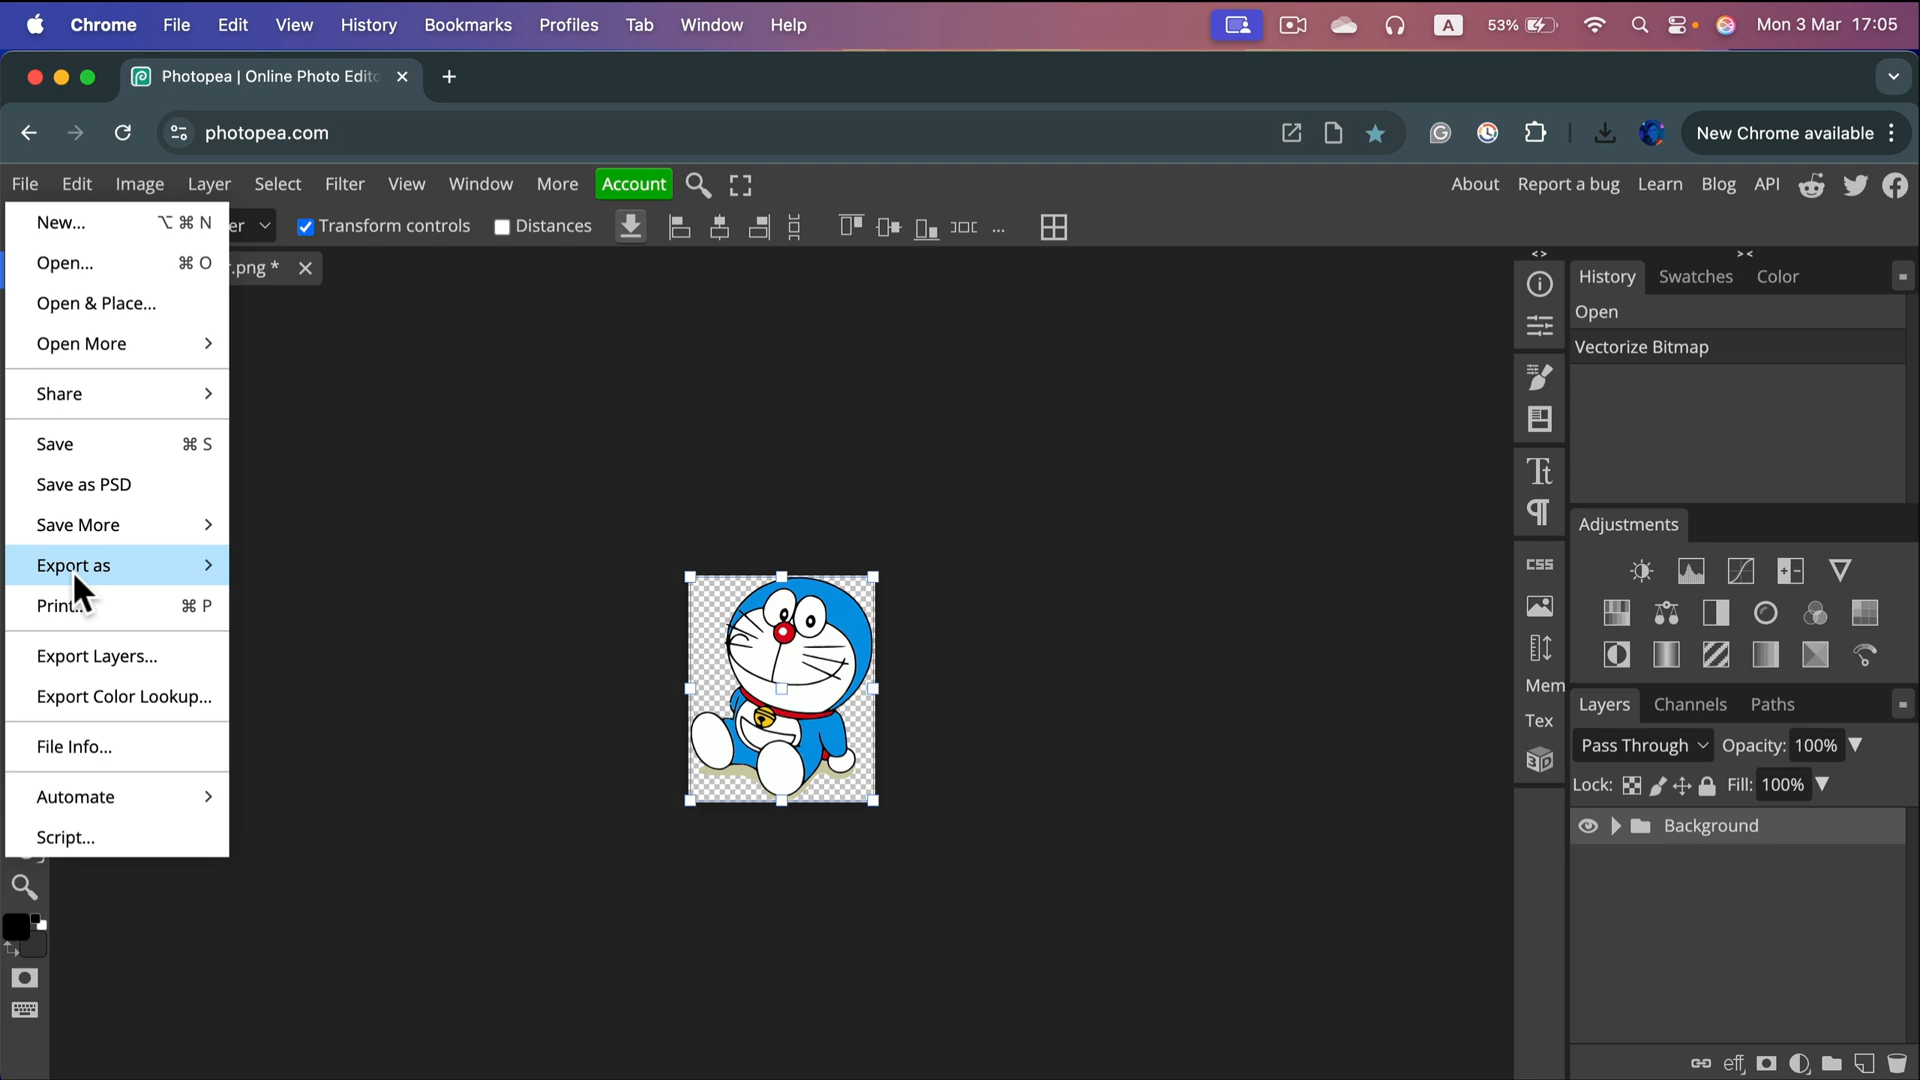 Chrome File Edit View History Bookmarks Profiles Tab Window Help A 53% Mon 3 Mar 17:05
Photopea | Online Photo Edito
photopea.com New Chrome available
File Edit Image Layer Select Filter View Window More Account About Report a bug Learn Blog API
er Transform controls Distances ...
r.png *
New... ⌥ ⌘ N
Open... ⌘ O
Open & Place...
Open More
Share
Save ⌘ S
Save as PSD
Save More
Export as
Print... ⌘ P
Export Layers...
Export Color Lookup...
File Info...
Automate
Script...
CSS
Mem
Tex
3D
History Swatches Color
Open
Vectorize Bitmap
Adjustments
Layers Channels Paths
Pass Through Opacity: 100%
Lock: Fill: 100%
Background
eff